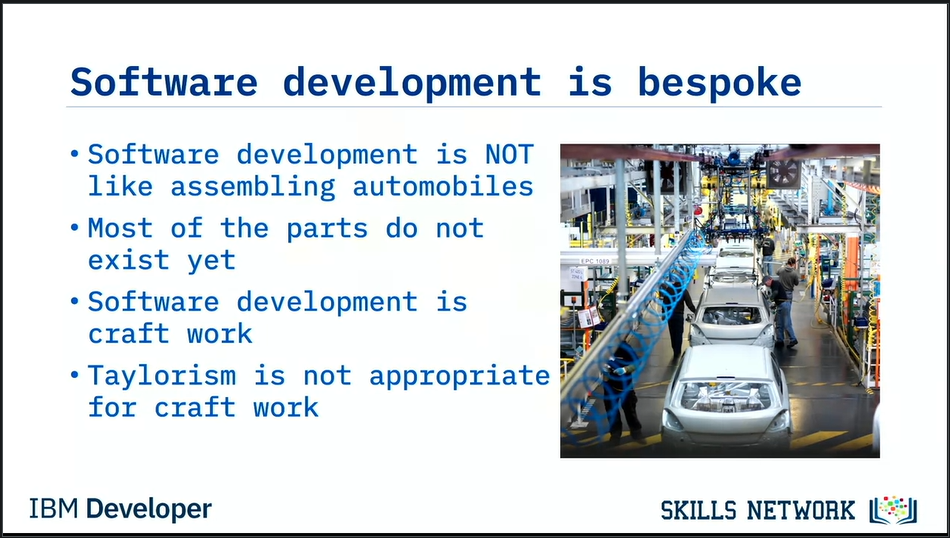 Software development is bespoke
• Software development is NOT
like assembling automobiles
• Most of the parts do not
exist yet
• Software development is
craft work
• Taylorism is not appropriate
for craft work
EPC 1089
IBM Developer
SKILLS NETWORK